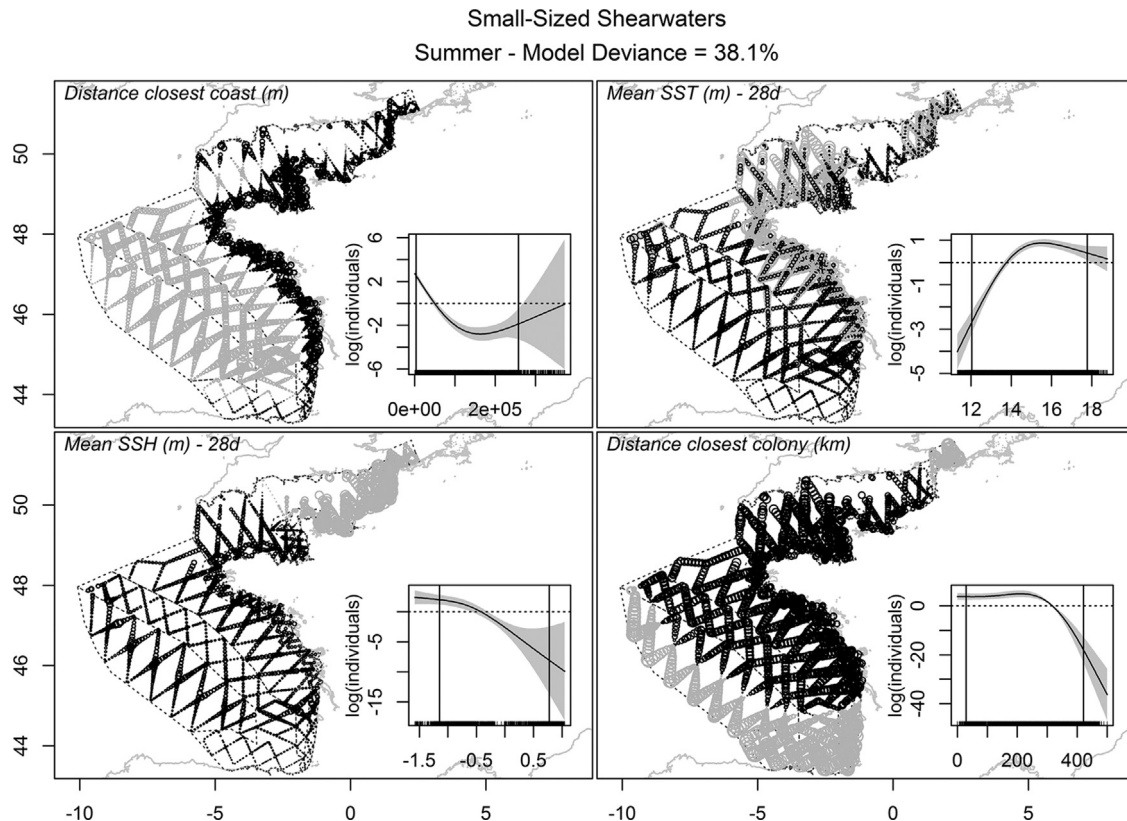 Small-Sized Shearwaters
Summer - Model Deviance = 38.1%
Distance closest coast (m)
50
48
46
44
log(individuals)
6
2
-2
-6
0e+00 2e+05
Mean SST (m) - 28d
log(individuals)
1
-1
-3
-5
12 14 16 18
Mean SSH (m) - 28d
50
48
46
44
log(individuals)
-5
-15
-1.5 -0.5 0.5
-10 -5 0 5
Distance closest colony (km)
log(individuals)
0
-20
-40
0 200 400
-10 -5 0 5